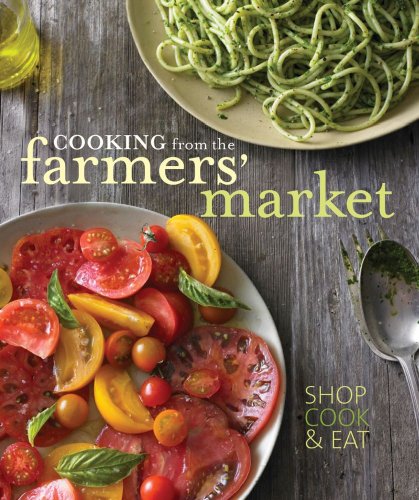 COOKING from the
farmers'
market
SHOP
COOK
& EAT